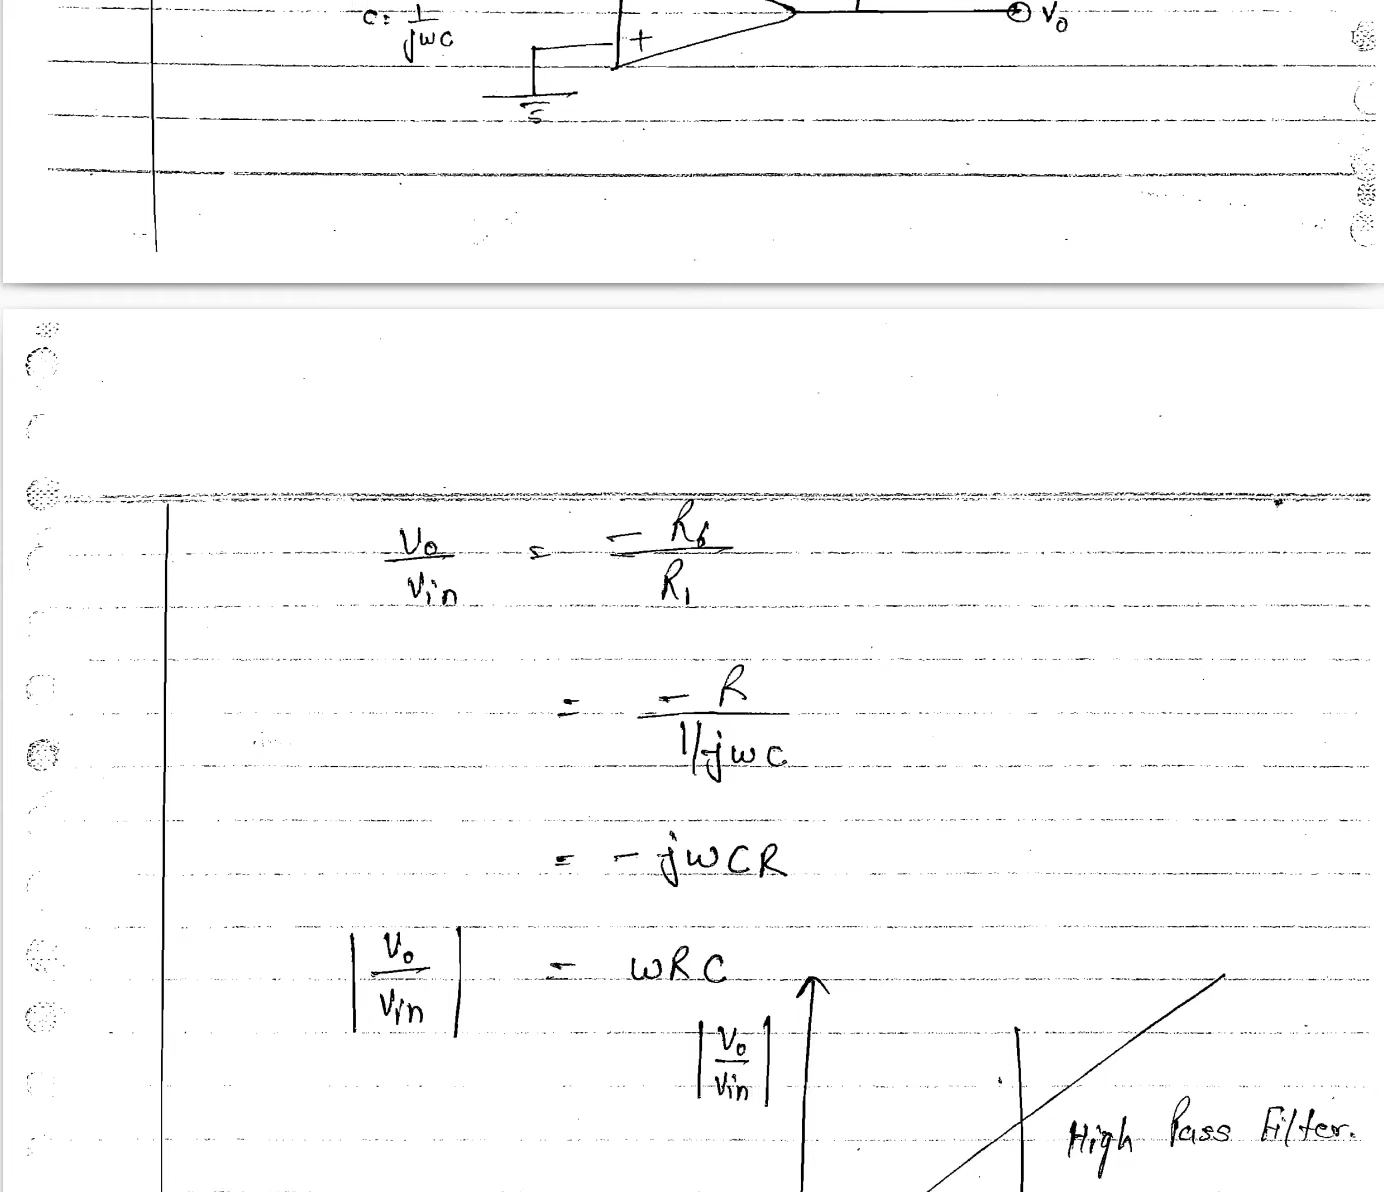 C = 1/jωC
+
V₀
V₀/Vin = -Rf/R₁
= -R/(1/jωC)
= -jωCR
|V₀/Vin| = ωRC
|V₀/Vin|
High Pass Filter.